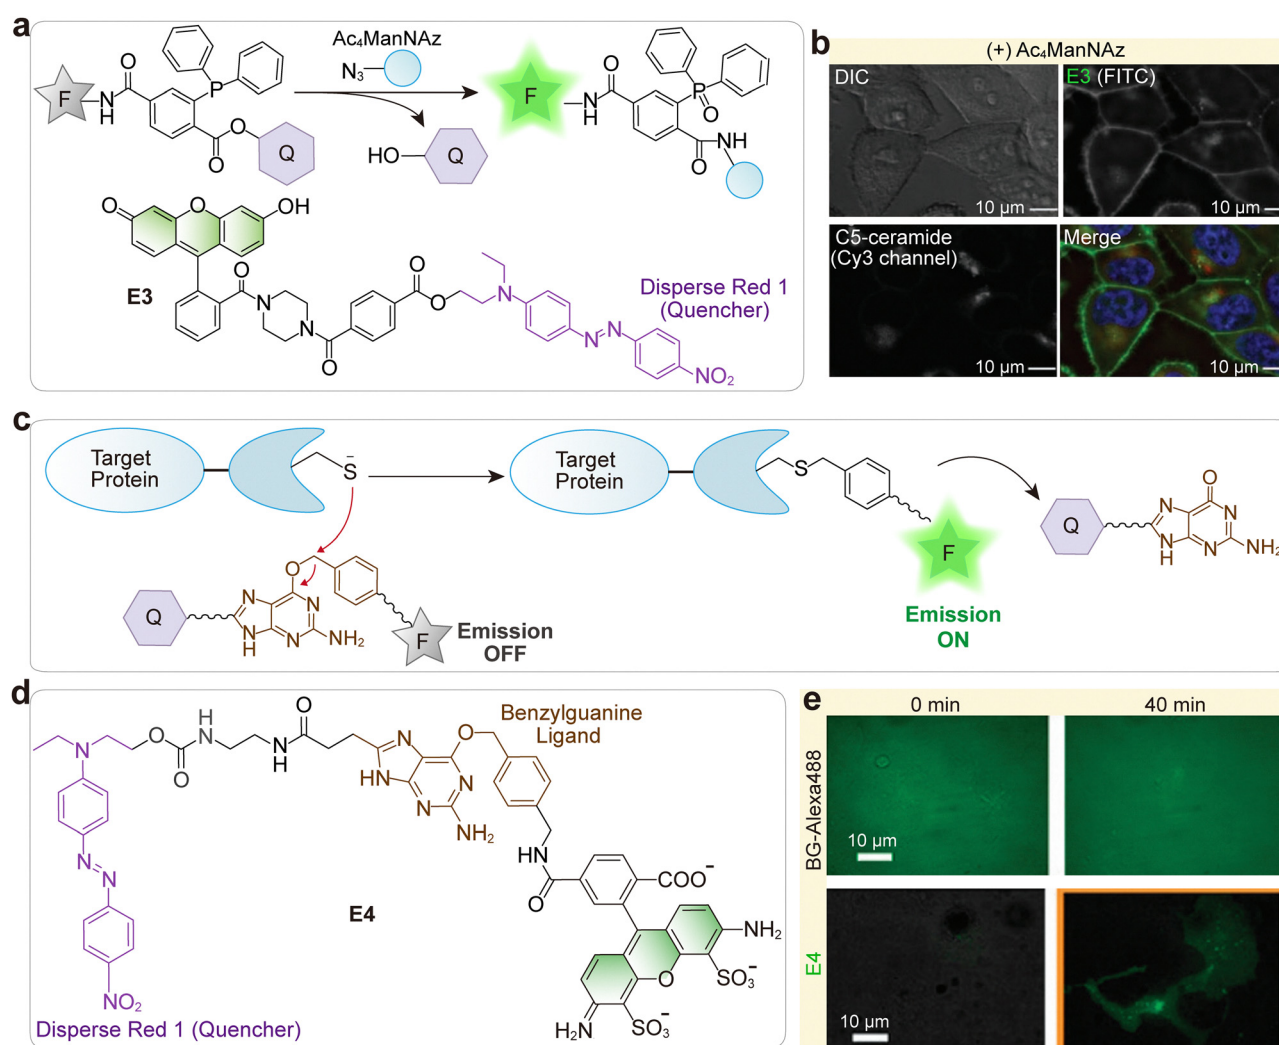 a
Ac₄ManNAz
N₃
F
N
H
O
P
O
O
Q
HO
Q
F
N
H
O
P
O
O
NH
O
O
OH
E3
O
N
N
O
O
O
N
N
N
NO₂
Disperse Red 1
(Quencher)
b
(+) Ac₄ManNAz
DIC
10 µm
E3 (FITC)
10 µm
C5-ceramide
(Cy3 channel)
10 µm
Merge
10 µm
c
Target
Protein
S⁻
Target
Protein
S
F
Emission
ON
Q
O
N
N
H
N
N
NH₂
Q
O
N
N
H
N
N
NH₂
F
Emission
OFF
d
N
O
O
H
N
N
H
O
N
HN
N
N
NH₂
O
Benzylguanine
Ligand
HN
O
COO⁻
NH₂
SO₃⁻
O
SO₃⁻
H₂N
N
N
NO₂
Disperse Red 1 (Quencher)
E4
e
0 min
40 min
BG-Alexa488
10 µm
E4
10 µm